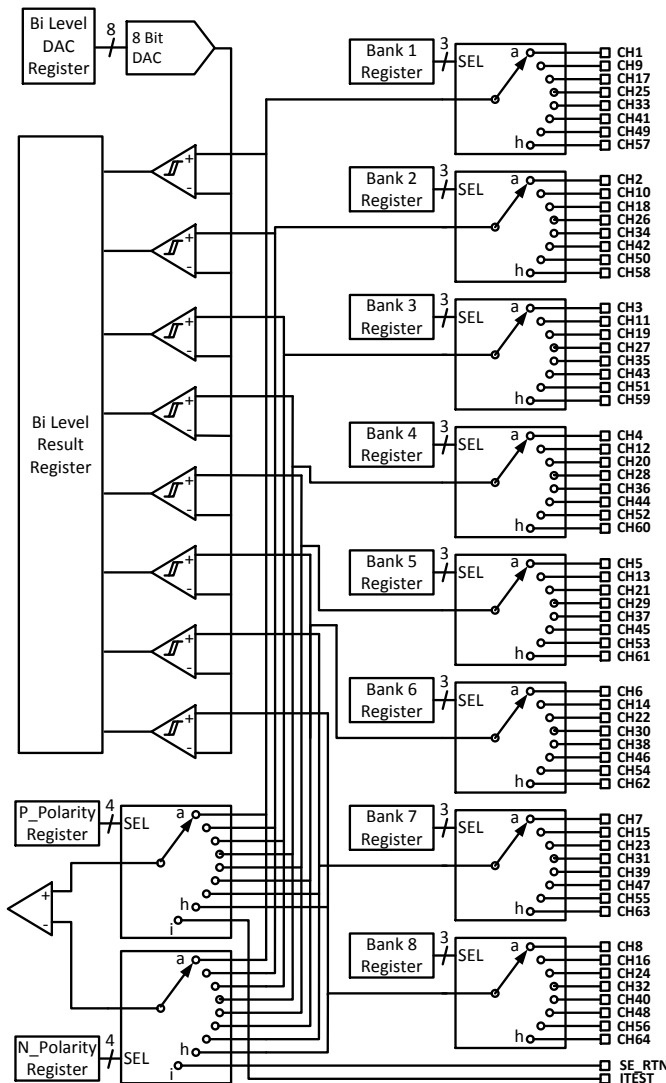 Bi Level
DAC
Register
8
8 Bit
DAC
Bi Level
Result
Register
+
-
+
-
+
-
+
-
+
-
+
-
+
-
+
-
Bank 1
Register
3
SEL
a
h
CH1
CH9
CH17
CH25
CH33
CH41
CH49
CH57
Bank 2
Register
3
SEL
a
h
CH2
CH10
CH18
CH26
CH34
CH42
CH50
CH58
Bank 3
Register
3
SEL
a
h
CH3
CH11
CH19
CH27
CH35
CH43
CH51
CH59
Bank 4
Register
3
SEL
a
h
CH4
CH12
CH20
CH28
CH36
CH44
CH52
CH60
Bank 5
Register
3
SEL
a
h
CH5
CH13
CH21
CH29
CH37
CH45
CH53
CH61
Bank 6
Register
3
SEL
a
h
CH6
CH14
CH22
CH30
CH38
CH46
CH54
CH62
Bank 7
Register
3
SEL
a
h
CH7
CH15
CH23
CH31
CH39
CH47
CH55
CH63
Bank 8
Register
3
SEL
a
h
CH8
CH16
CH24
CH32
CH40
CH48
CH56
CH64
P_Polarity
Register
4
SEL
a
h
i
+
-
N_Polarity
Register
4
SEL
a
h
i
SE_RTN
ITEST